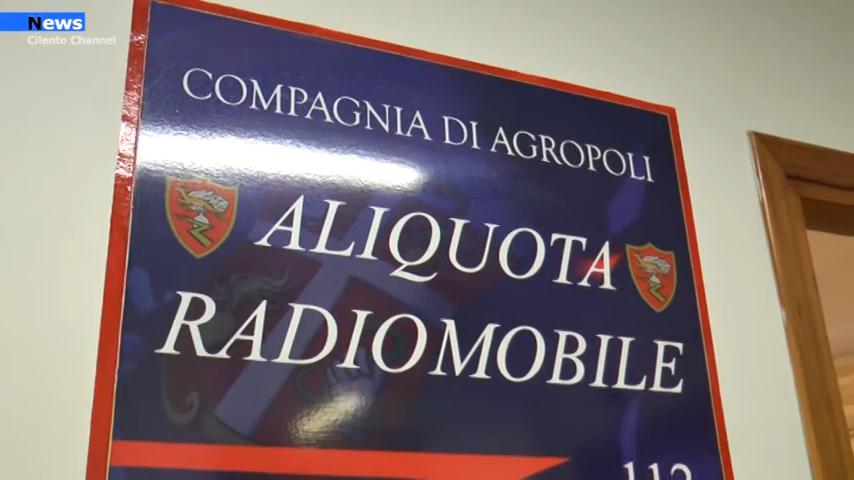 News
Cilento Channel
COMPAGNIA DI AGROPOLI
ALIQUOTA
RADIOMOBILE
112